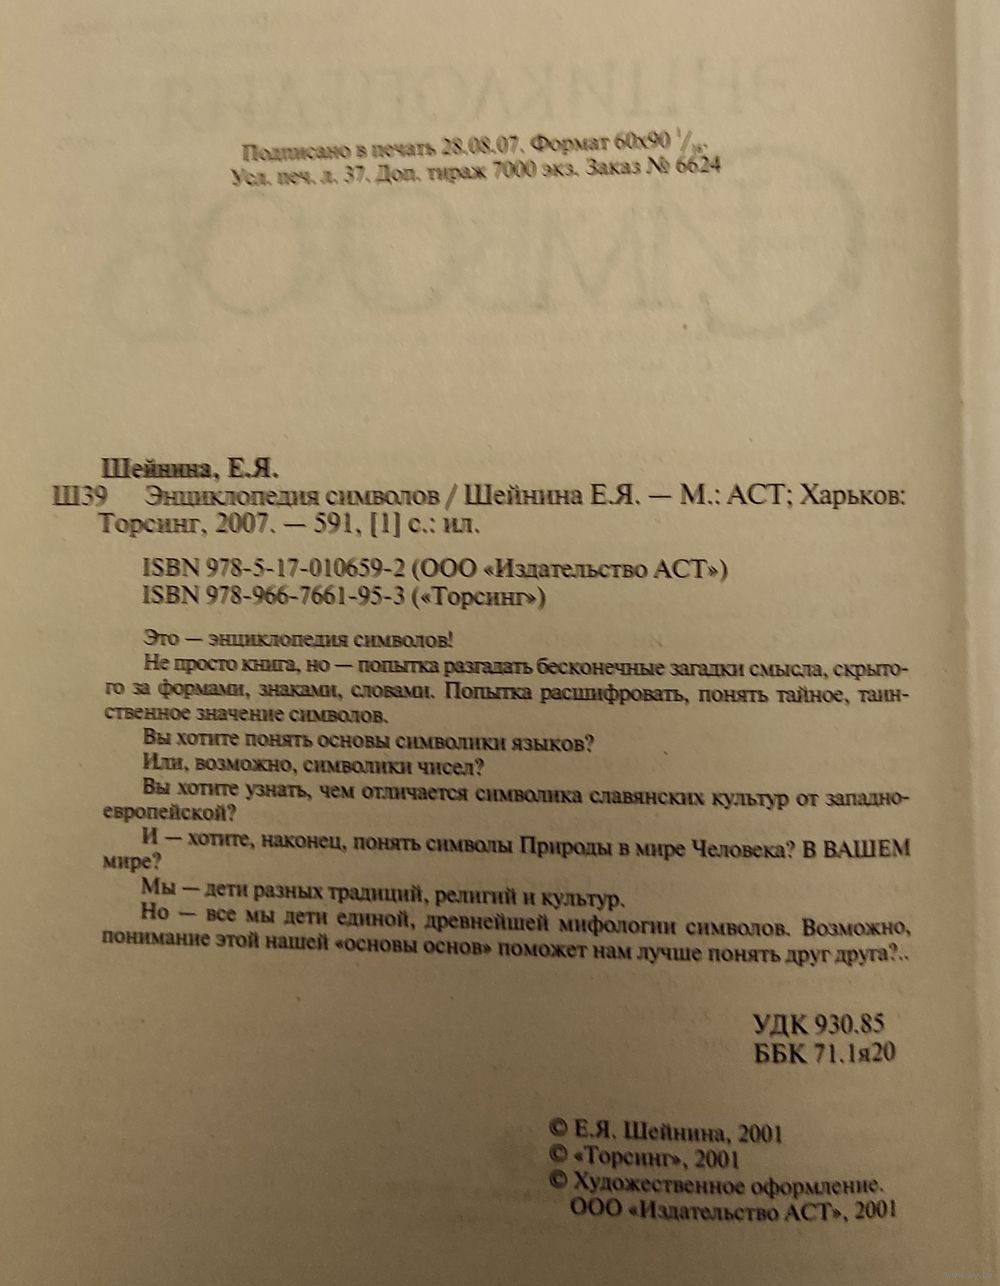 Подписано в печать 28.08.07. Формат 60х90 1/16.
Усл. печ. л. 37. Доп. тираж 7000 экз. Заказ № 6624
Шейнина, Е.Я.
Ш39 Энциклопедия символов / Шейнина Е.Я. — М.: АСТ; Харьков:
Торсинг, 2007. — 591, [1] с.: ил.
ISBN 978-5-17-010659-2 (ООО «Издательство АСТ»)
ISBN 978-966-7661-95-3 («Торсинг»)
Это — энциклопедия символов!
Не просто книга, но — попытка разгадать бесконечные загадки смысла, скрыто-
го за формами, знаками, словами. Попытка расшифровать, понять тайное, таин-
ственное значение символов.
Вы хотите понять основы символики языков?
Или, возможно, символики чисел?
Вы хотите узнать, чем отличается символика славянских культур от западно-
европейской?
И — хотите, наконец, понять символы Природы в мире Человека? В ВАШЕМ
мире?
Мы — дети разных традиций, религий и культур.
Но — все мы дети единой, древнейшей мифологии символов. Возможно,
понимание этой нашей «основы основ» поможет нам лучше понять друг друга?..
УДК 930.85
ББК 71.1я20
© Е.Я. Шейнина, 2001
© «Торсинг», 2001
© Художественное оформление.
ООО «Издательство АСТ», 2001